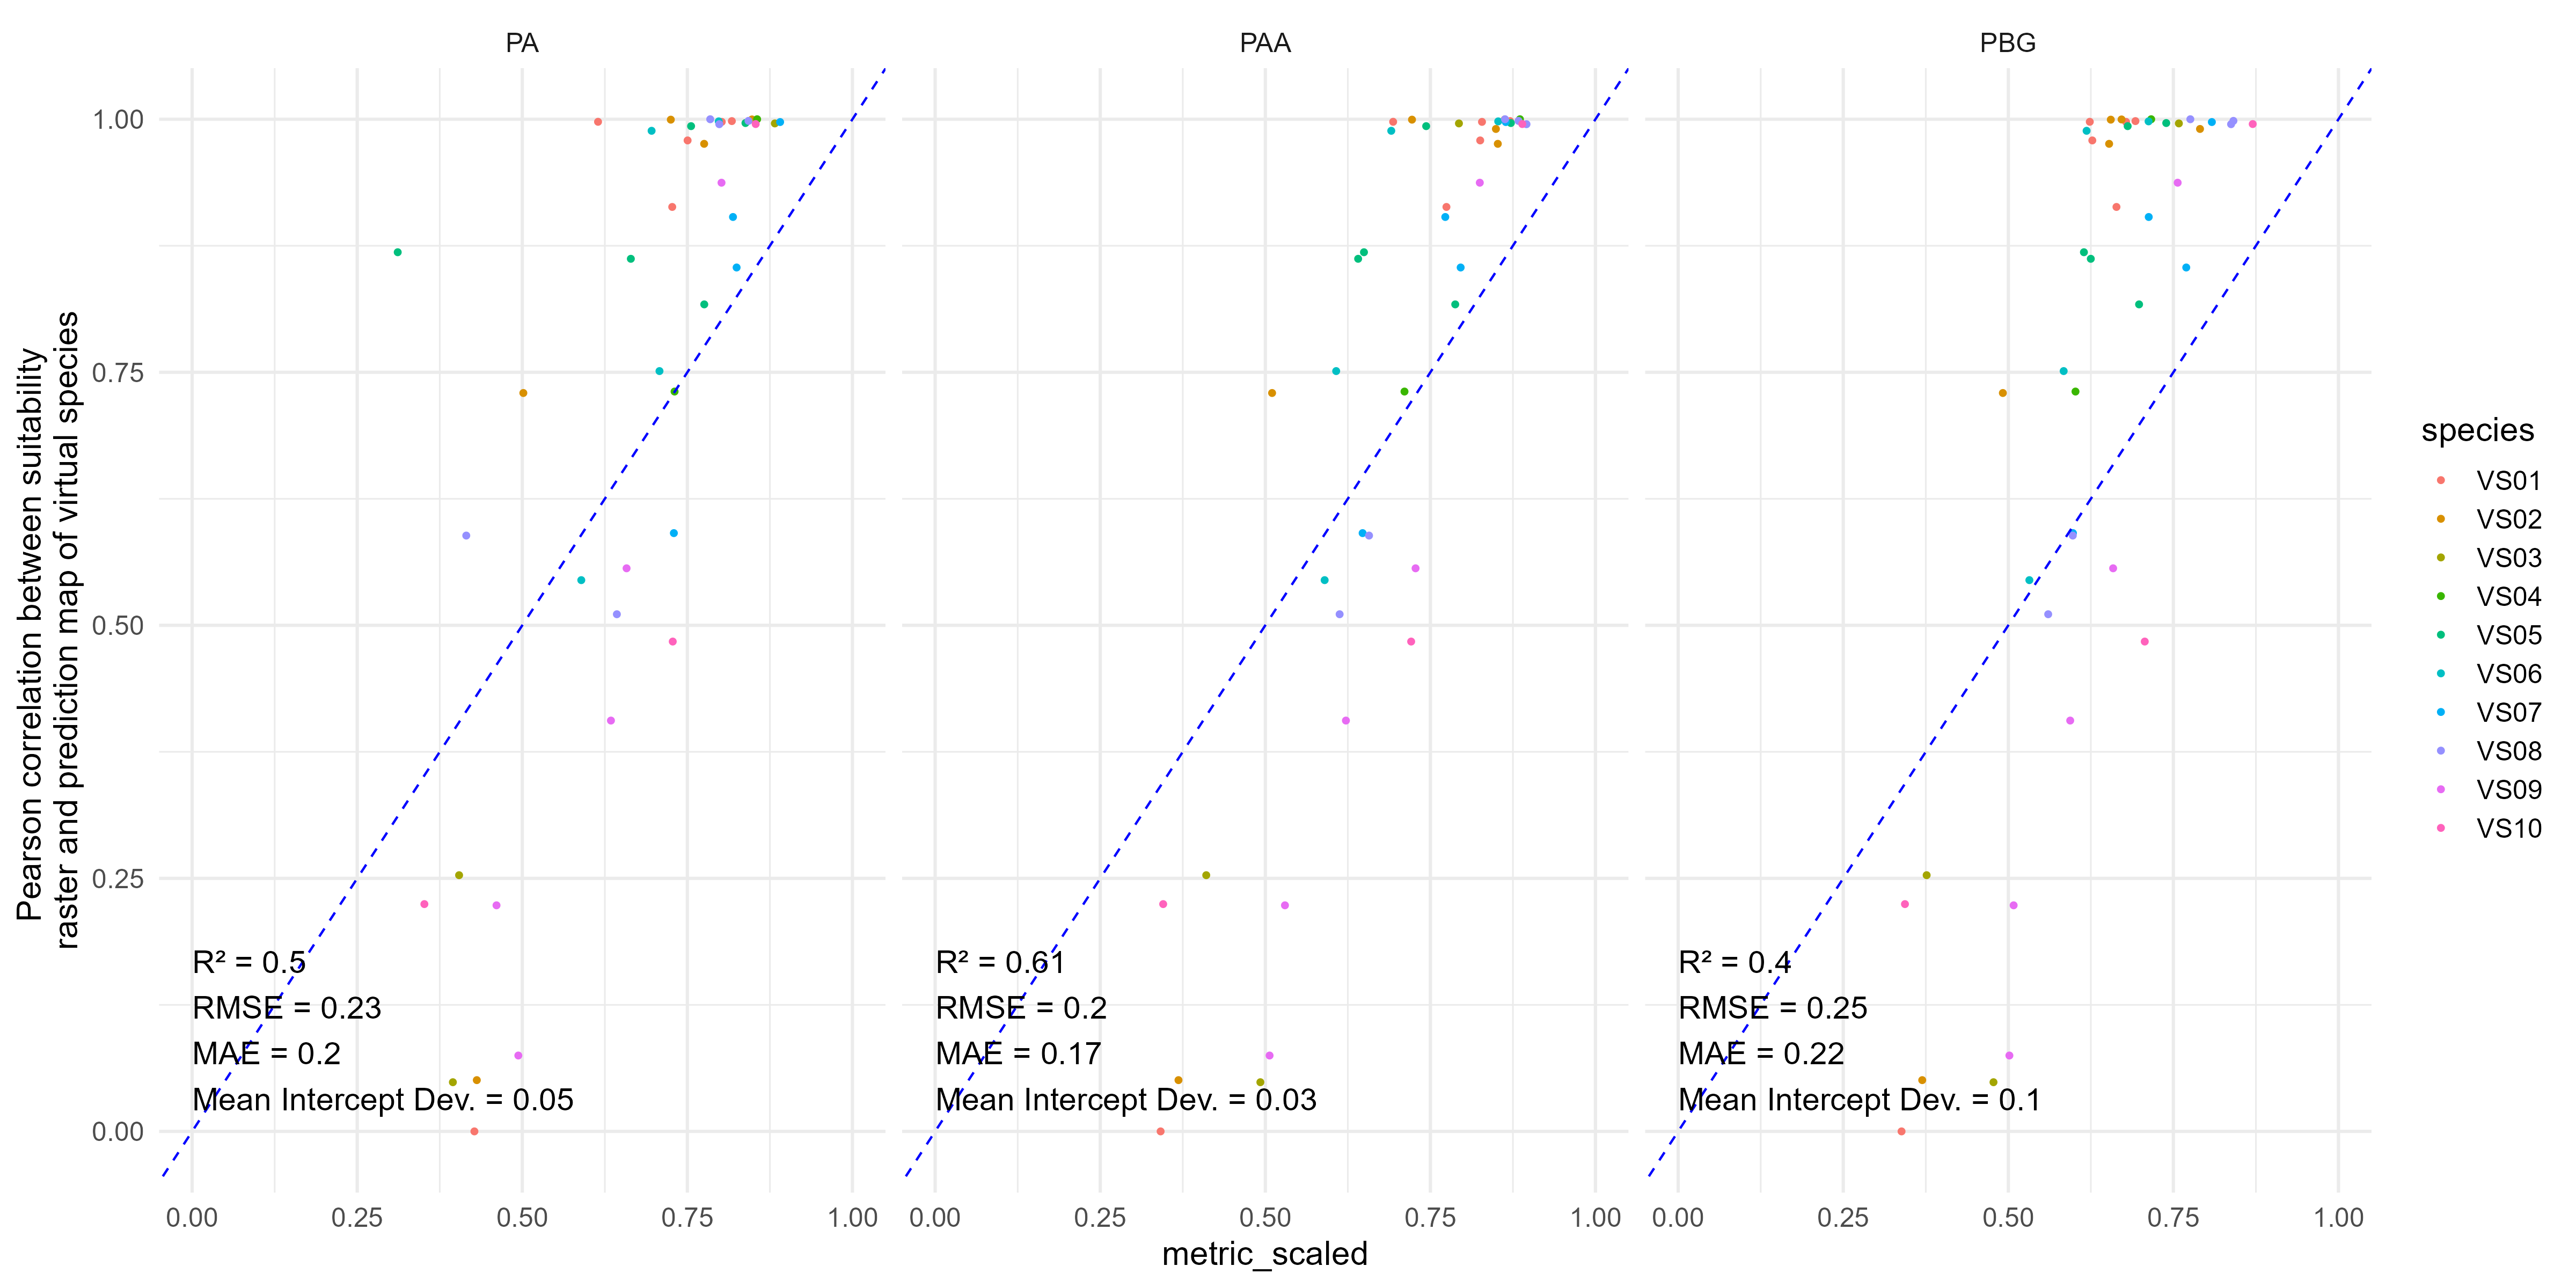 PA
PAA
PBG
Pearson correlation between suitability
raster and prediction map of virtual species
1.00
0.75
0.50
0.25
0.00
R² = 0.5
RMSE = 0.23
MAE = 0.2
Mean Intercept Dev. = 0.05
R² = 0.61
RMSE = 0.2
MAE = 0.17
Mean Intercept Dev. = 0.03
R² = 0.4
RMSE = 0.25
MAE = 0.22
Mean Intercept Dev. = 0.1
0.00 0.25 0.50 0.75 1.00
0.00 0.25 0.50 0.75 1.00
0.00 0.25 0.50 0.75 1.00
metric_scaled
species
VS01
VS02
VS03
VS04
VS05
VS06
VS07
VS08
VS09
VS10